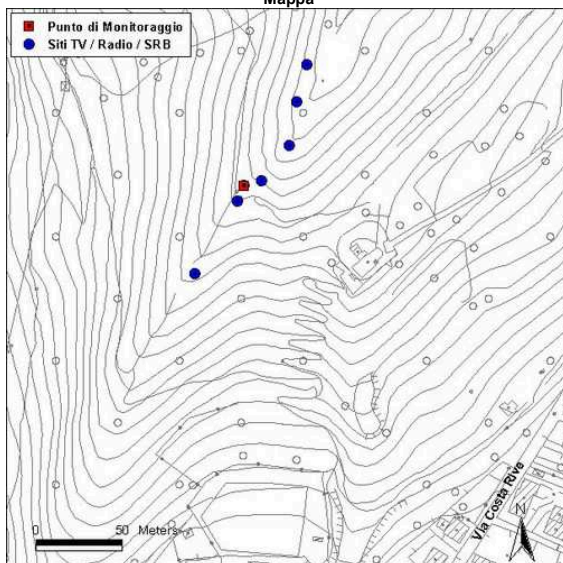 Mappa
Punto di Monitoraggio
Siti TV / Radio / SRB
Via Costa Rive
0 50 Meters
N